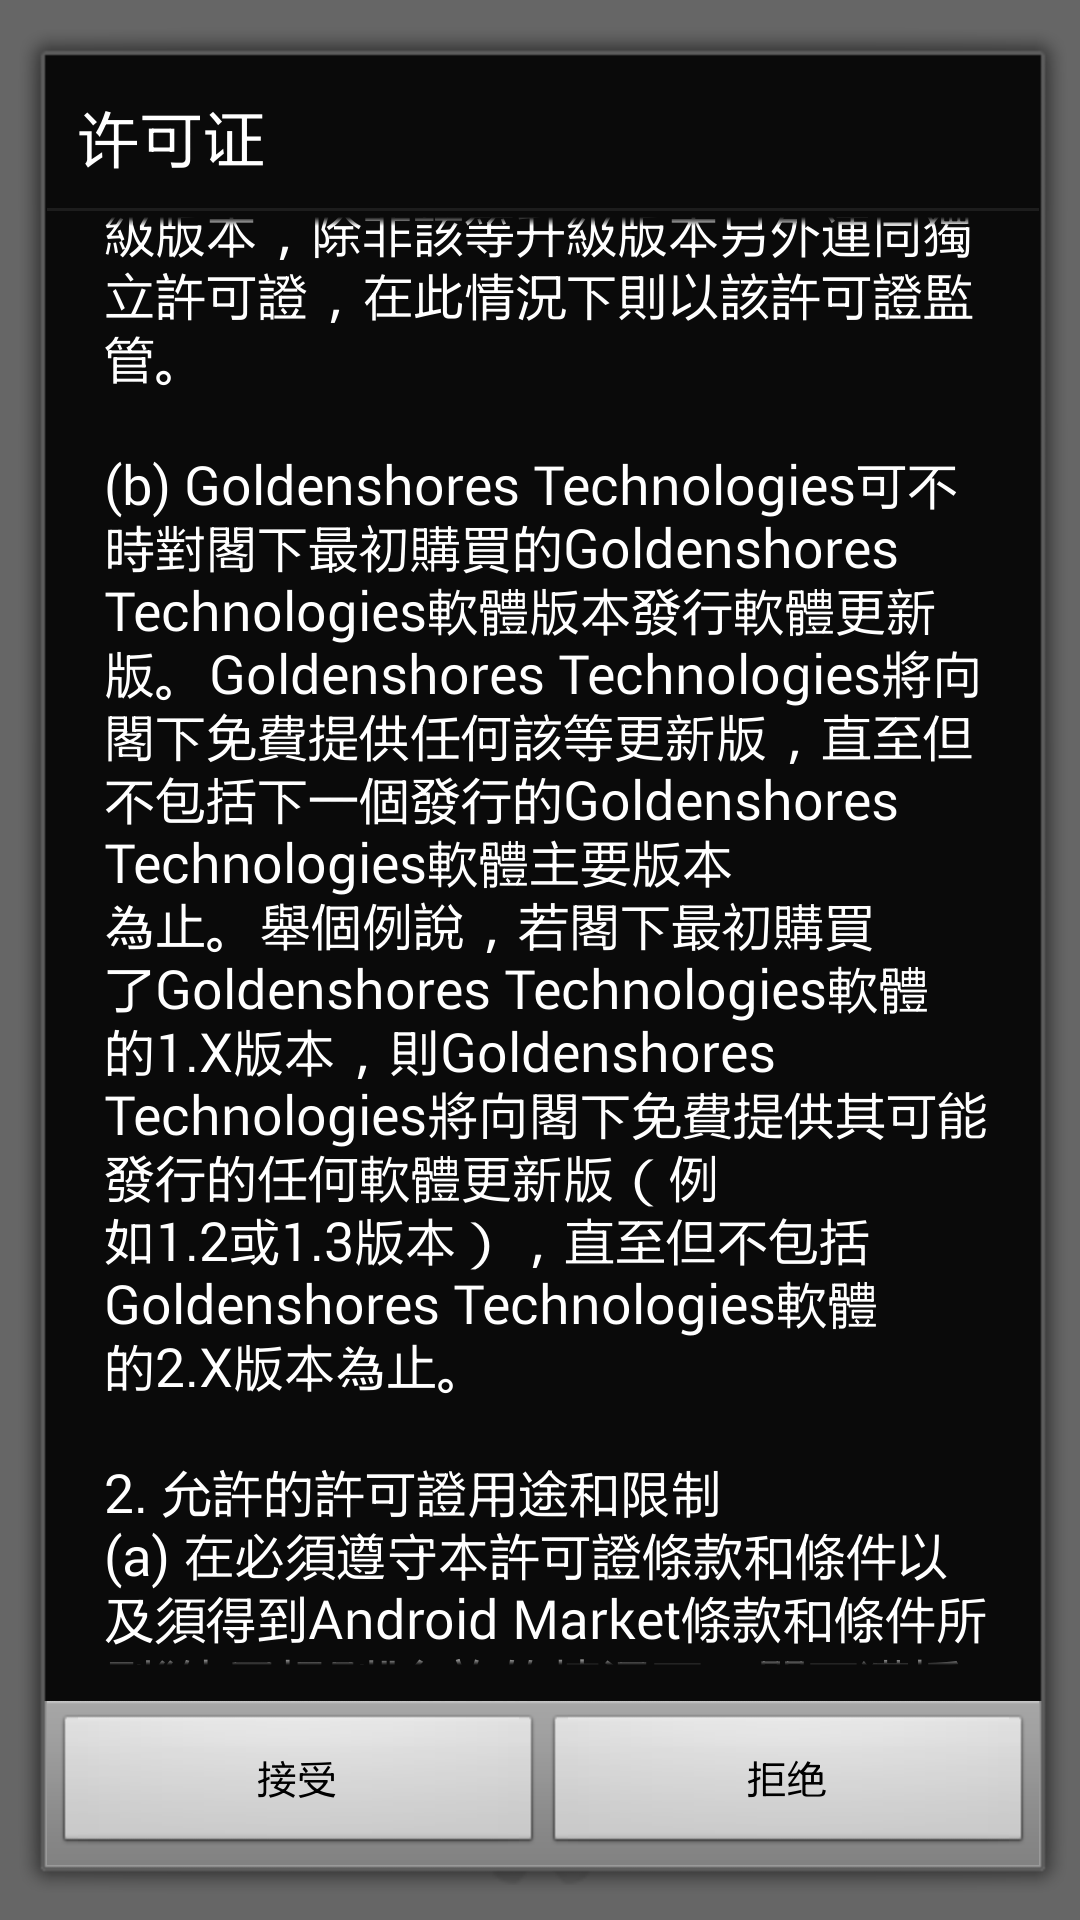 许可证
級版本，除非該等升級版本另外連同獨
立許可證，在此情況下則以該許可證監
管。
(b) Goldenshores Technologies可不
時對閣下最初購買的Goldenshores
Technologies軟體版本發行軟體更新
版。 Goldenshores Technologies將向
閣下免費提供任何該等更新版，直至但
不包括下一個發行的Goldenshores
Technologies軟體主要版本
為止。 舉個例說，若閣下最初購買
了Goldenshores Technologies軟體
的1.X版本，則Goldenshores
Technologies將向閣下免費提供其可能
發行的任何軟體更新版（例
如1.2或1.3版本），直至但不包括
Goldenshores Technologies軟體
的2.X版本為止。
2. 允許的許可證用途和限制
(a) 在必須遵守本許可證條款和條件以
及須得到Android Market條款和條件所
接受
拒绝